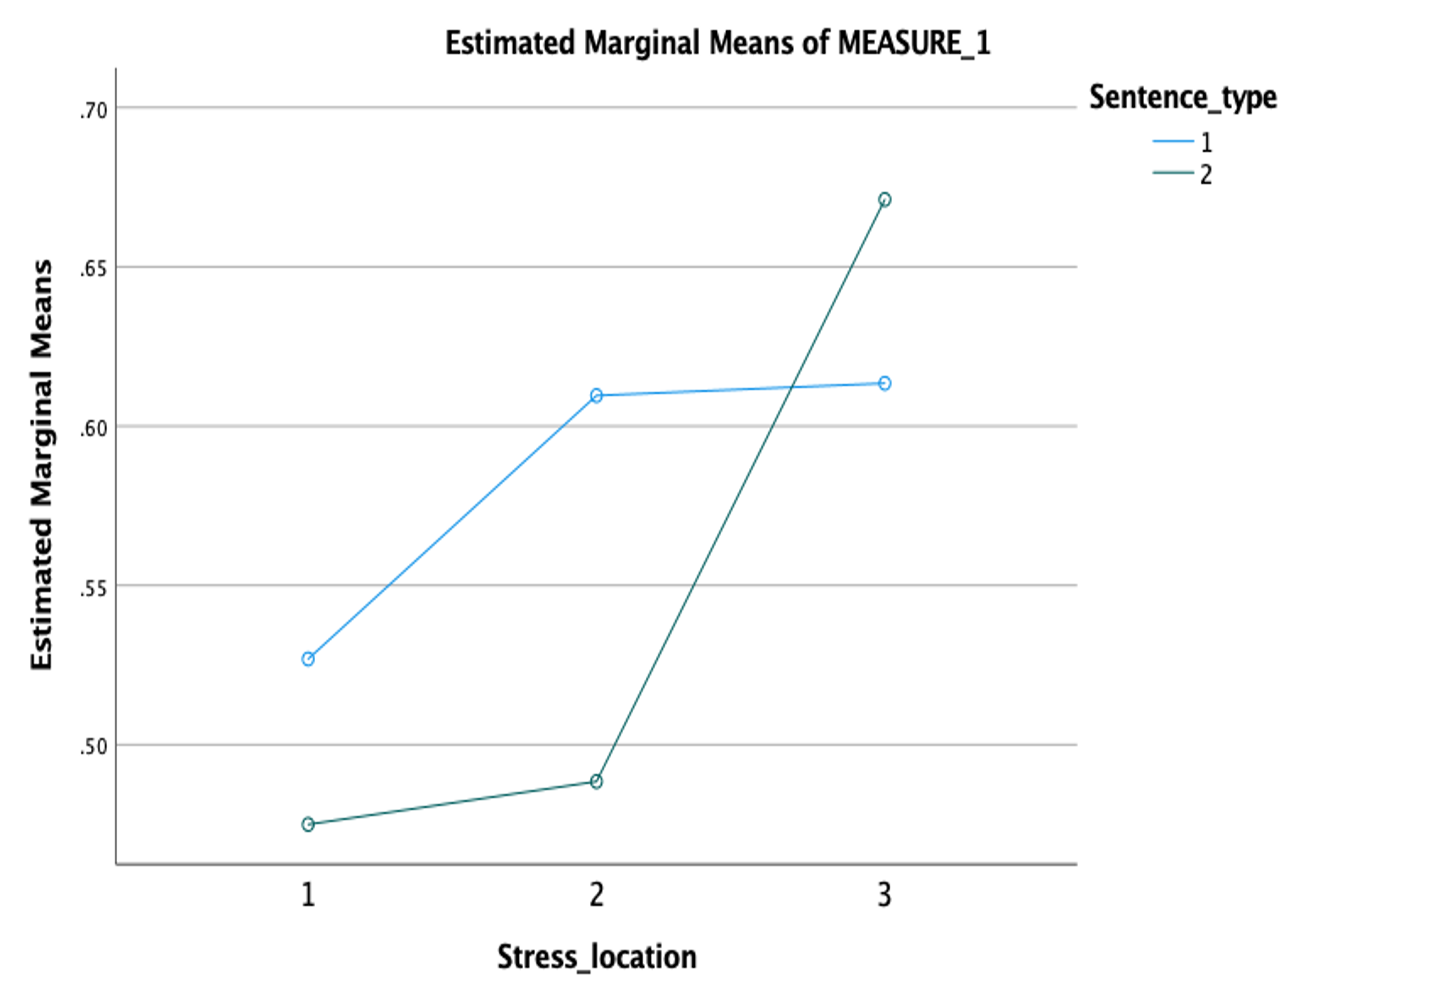 Estimated Marginal Means of MEASURE_1
Sentence_type
1
2
.70
.65
.60
.55
.50
Estimated Marginal Means
1 2 3
Stress_location